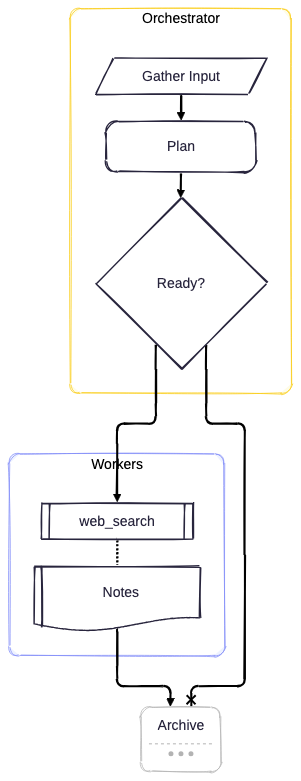 Orchestrator
Gather Input
Plan
Ready?
Workers
web_search
Notes
Archive